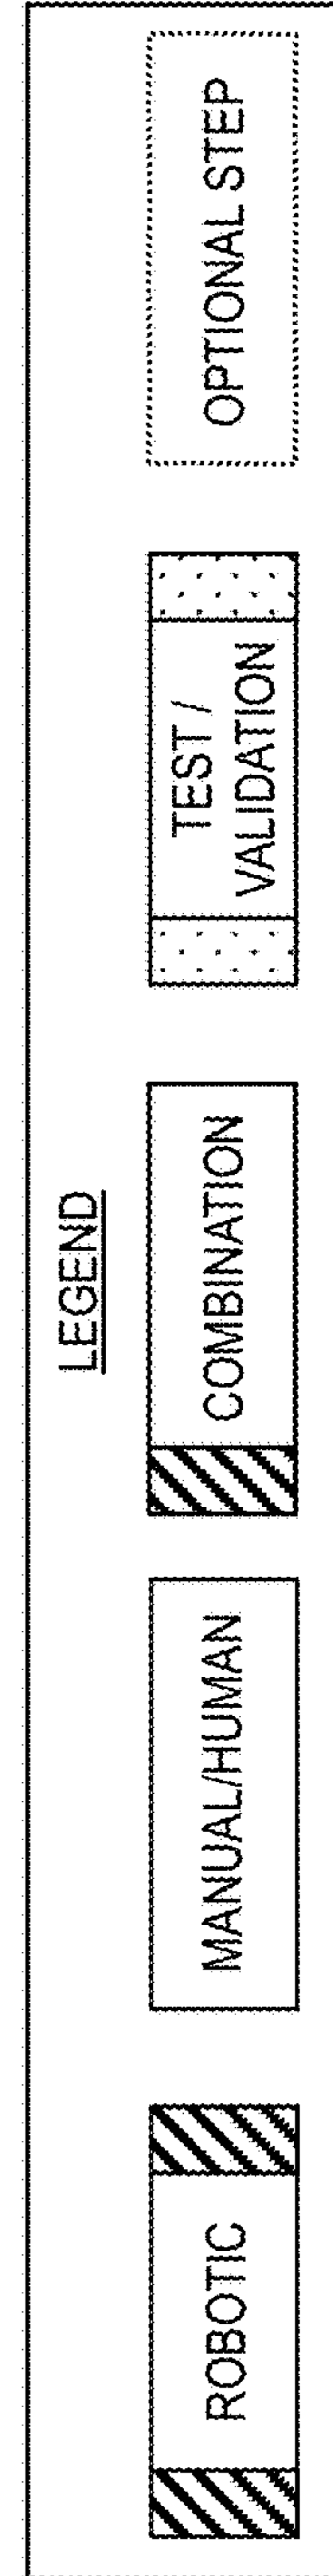 LEGEND
ROBOTIC
MANUAL/HUMAN
COMBINATION
TEST /
VALIDATION
OPTIONAL STEP